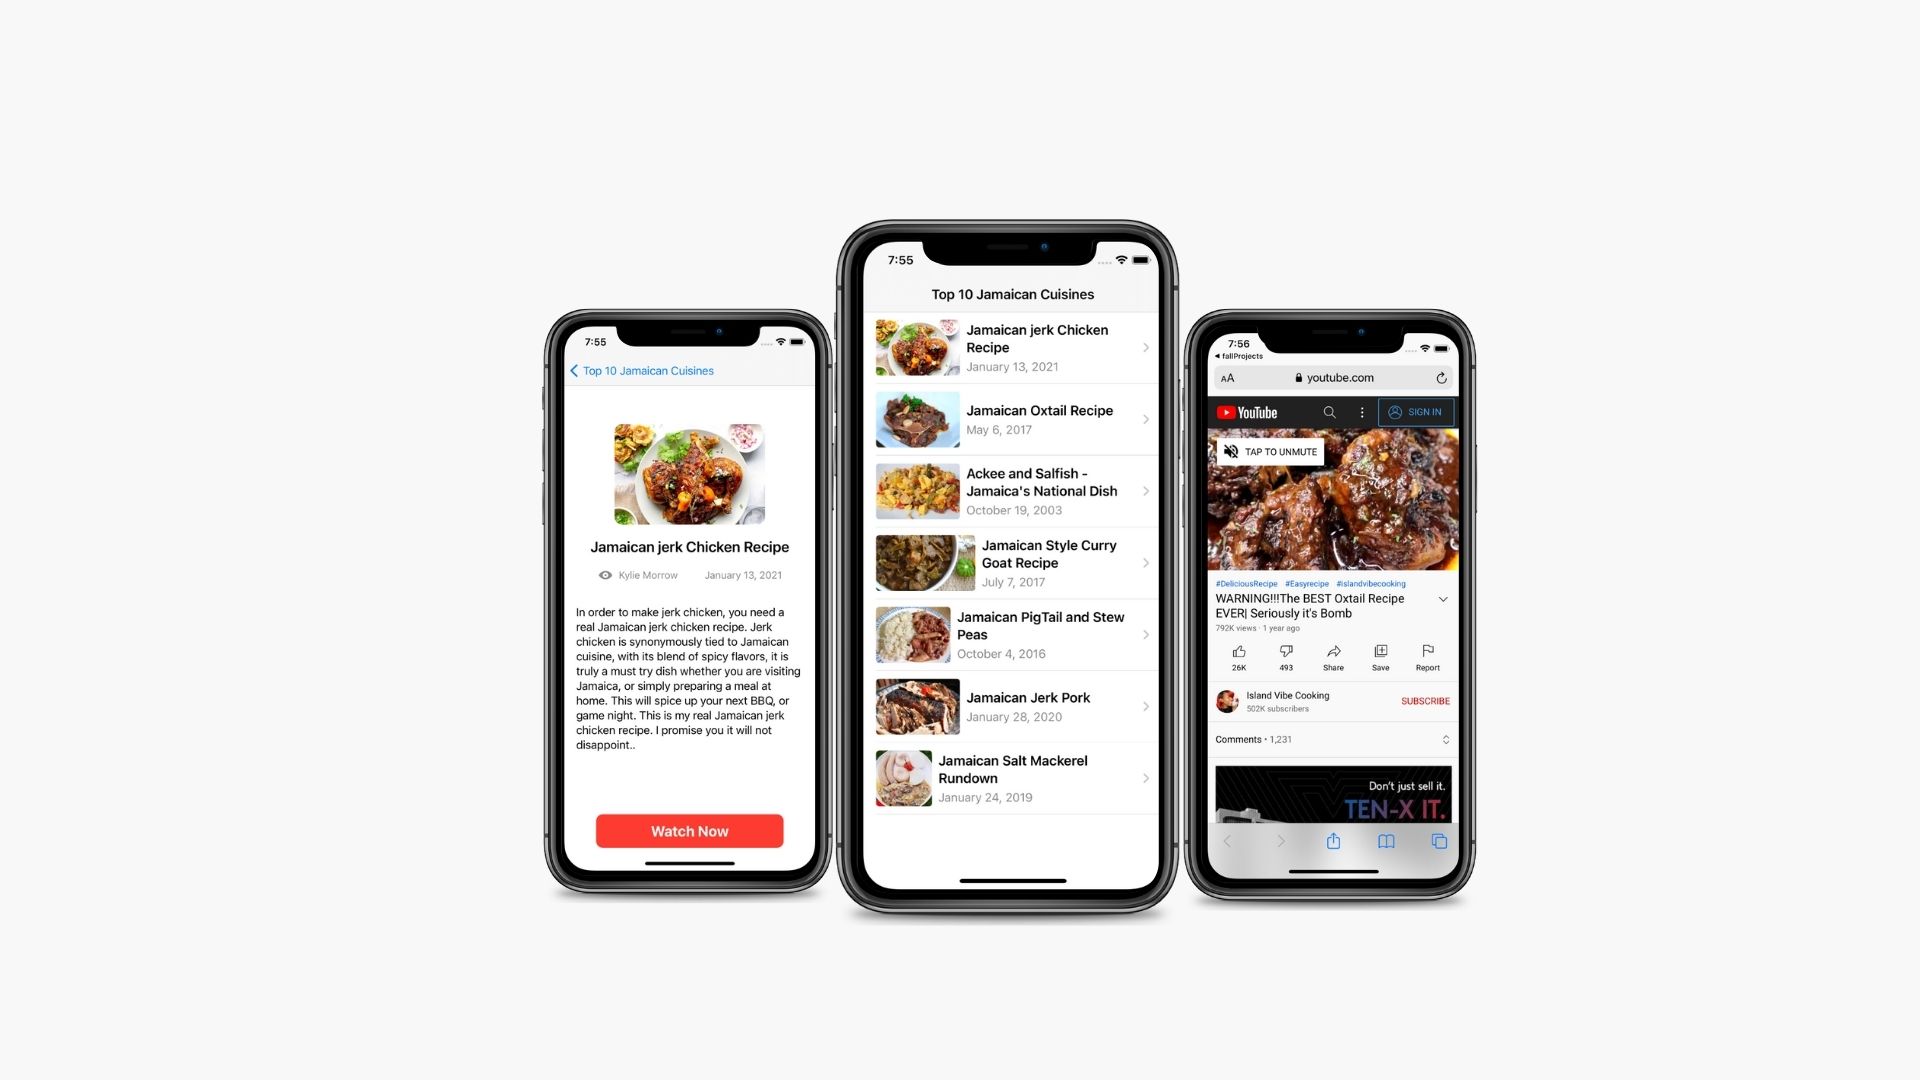 7:55
Top 10 Jamaican Cuisines
Jamaican jerk Chicken Recipe
Kylie Morrow January 13, 2021
In order to make jerk chicken, you need a
real Jamaican jerk chicken recipe. Jerk
chicken is synonymously tied to Jamaican
cuisine, with its blend of spicy flavors, it is
truly a must try dish whether you are visiting
Jamaica, or simply preparing a meal at
home. This will spice up your next BBQ, or
game night. This is my real Jamaican jerk
chicken recipe. I promise you it will not
disappoint..
Watch Now
7:55
Top 10 Jamaican Cuisines
Jamaican jerk Chicken
Recipe
January 13, 2021
Jamaican Oxtail Recipe
May 6, 2017
Ackee and Salfish -
Jamaica's National Dish
October 19, 2003
Jamaican Style Curry
Goat Recipe
July 7, 2017
Jamaican PigTail and Stew
Peas
October 4, 2016
Jamaican Jerk Pork
January 28, 2020
Jamaican Salt Mackerel
Rundown
January 24, 2019
7:56
fallProjects
AA youtube.com
YouTube SIGN IN
TAP TO UNMUTE
#DeliciousRecipe #Easyrecipe #islandvibecooking
WARNING!!!The BEST Oxtail Recipe
EVER| Seriously it's Bomb
792K views · 1 year ago
26K 493 Share Save Report
Island Vibe Cooking
502K subscribers
SUBSCRIBE
Comments • 1,231
Don't just sell it.
TEN-X IT.